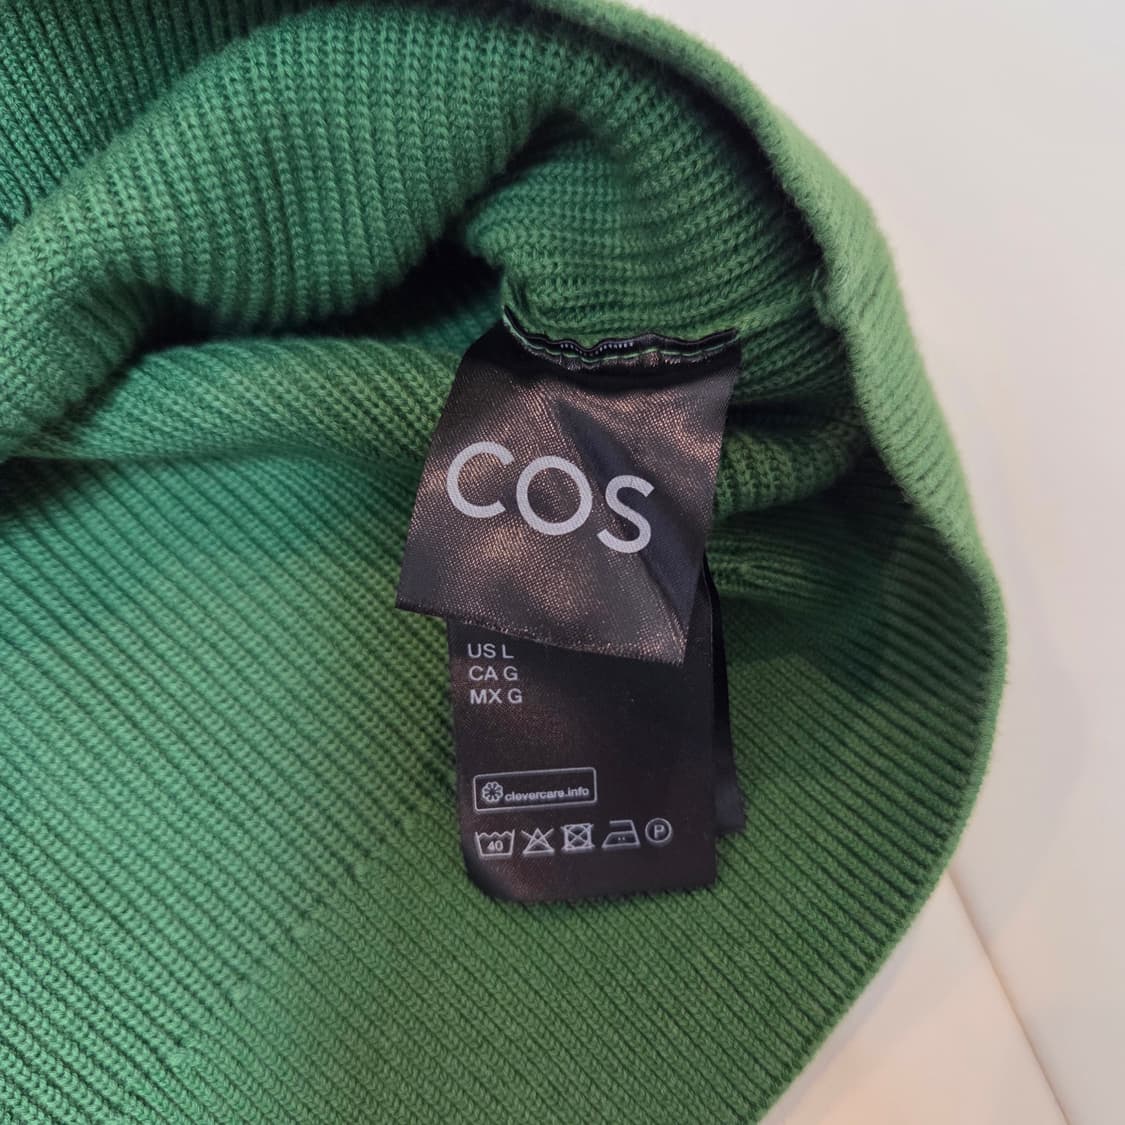 COS
US L
CA G
MX G
clevercare.info
40
P